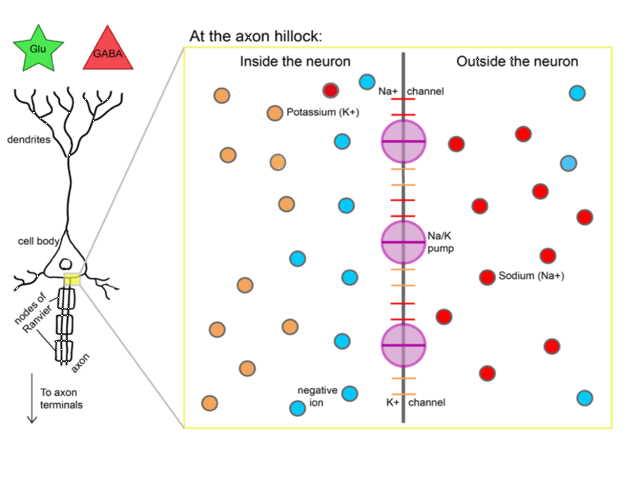 Glu
GABA
dendrites
cell body
nodes of
Ranvier
axon
To axon
terminals
At the axon hillock:
Inside the neuron
Outside the neuron
Na+ channel
Potassium (K+)
Na/K
pump
Sodium (Na+)
negative
ion
K+ channel